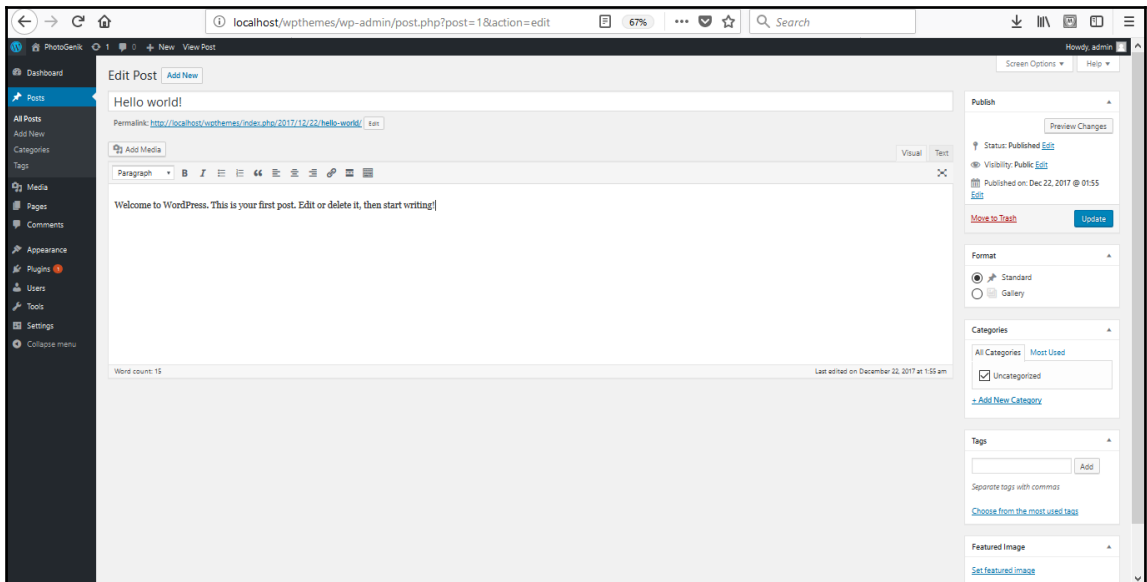 localhost/wpthemes/wp-admin/post.php?post=1&action=edit 67% Search
PhotoGenik 1 0 + New View Post Howdy, admin
Screen Options Help
Dashboard
Posts
All Posts
Add New
Categories
Tags
Media
Pages
Comments
Appearance
Plugins 1
Users
Tools
Settings
Collapse menu
Edit Post Add New
Hello world!
Permalink: http://localhost/wpthemes/index.php/2017/12/22/hello-world/ Edit
Add Media Visual Text
Paragraph B I
Welcome to WordPress. This is your first post. Edit or delete it, then start writing!
Word count: 15 Last edited on December 22, 2017 at 1:55 am
Publish
Preview Changes
Status: Published Edit
Visibility: Public Edit
Published on: Dec 22, 2017 @ 01:55
Edit
Move to Trash Update
Format
Standard
Gallery
Categories
All Categories Most Used
Uncategorized
+ Add New Category
Tags
Add
Separate tags with commas
Choose from the most used tags
Featured Image
Set featured image